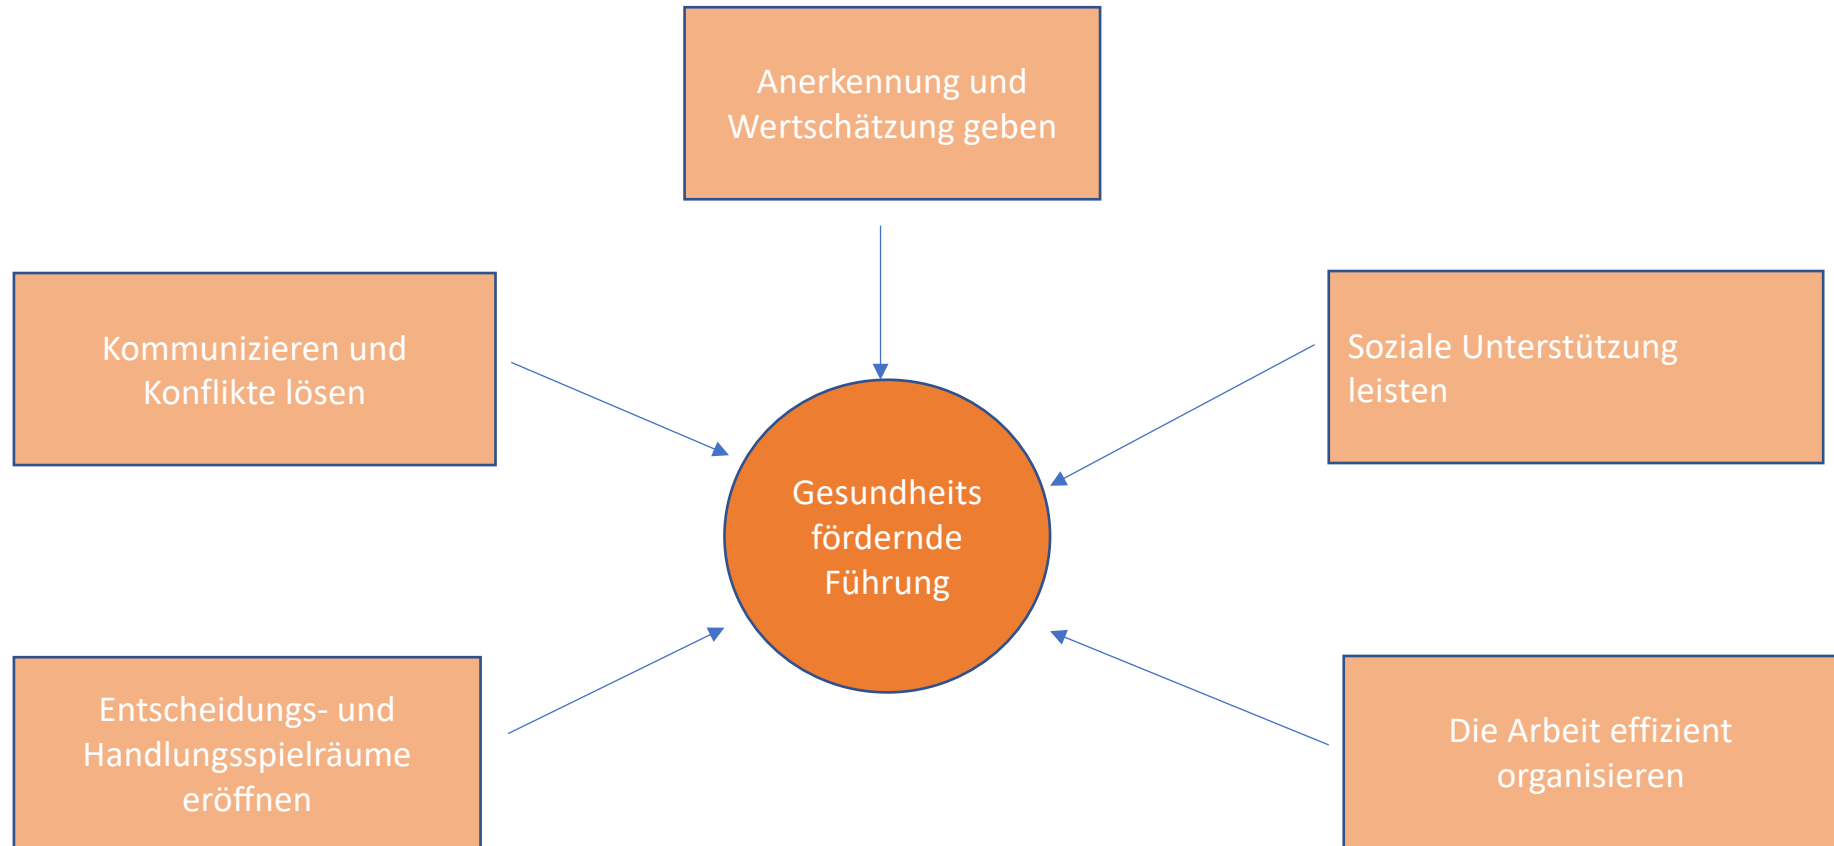 Anerkennung und
Wertschätzung geben
Kommunizieren und
Konflikte lösen
Soziale Unterstützung
leisten
Gesundheits
fördernde
Führung
Entscheidungs- und
Handlungsspielräume
eröffnen
Die Arbeit effizient
organisieren